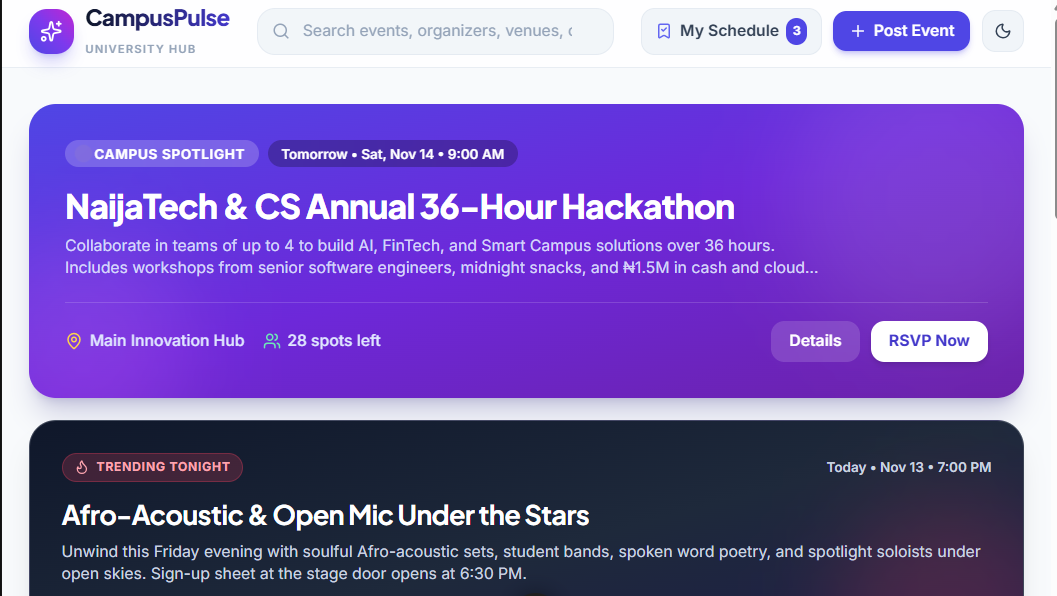 CampusPulse
UNIVERSITY HUB
Search events, organizers, venues,
My Schedule 3
Post Event
CAMPUS SPOTLIGHT
Tomorrow • Sat, Nov 14 • 9:00 AM
NaijaTech & CS Annual 36-Hour Hackathon
Collaborate in teams of up to 4 to build AI, FinTech, and Smart Campus solutions over 36 hours.
Includes workshops from senior software engineers, midnight snacks, and ₦1.5M in cash and cloud...
Main Innovation Hub
28 spots left
Details
RSVP Now
TRENDING TONIGHT
Today • Nov 13 • 7:00 PM
Afro-Acoustic & Open Mic Under the Stars
Unwind this Friday evening with soulful Afro-acoustic sets, student bands, spoken word poetry, and spotlight soloists under
open skies. Sign-up sheet at the stage door opens at 6:30 PM.